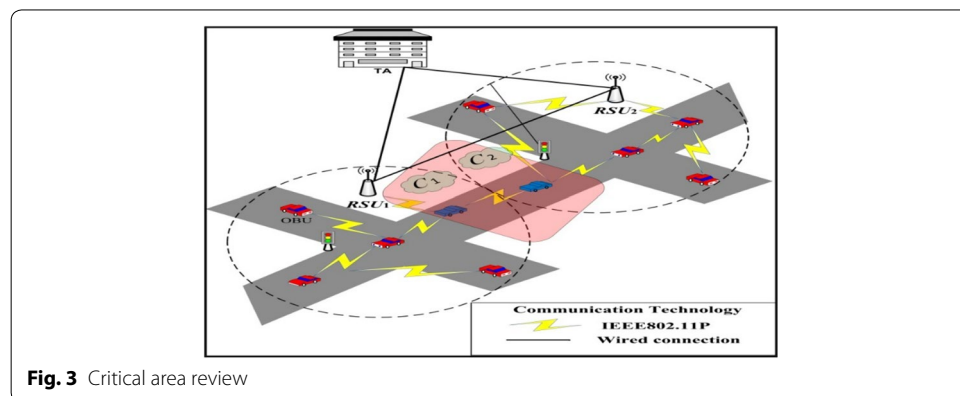 TA
RSU2
C2
C1
RSU1
OBU
Communication Technology
IEEE802.11P
Wired connection
Fig. 3 Critical area review